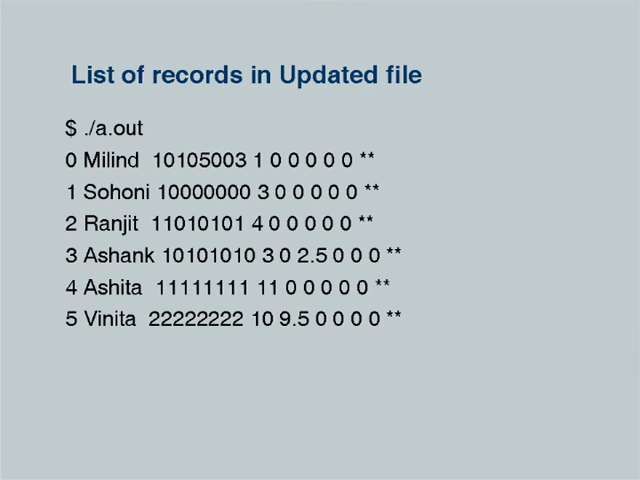 List of records in Updated file
$ ./a.out
0 Milind 10105003 1 0 0 0 0 0 **
1 Sohoni 10000000 3 0 0 0 0 0 **
2 Ranjit 11010101 4 0 0 0 0 0 **
3 Ashank 10101010 3 0 2.5 0 0 0 **
4 Ashita 11111111 11 0 0 0 0 0 **
5 Vinita 22222222 10 9.5 0 0 0 0 **